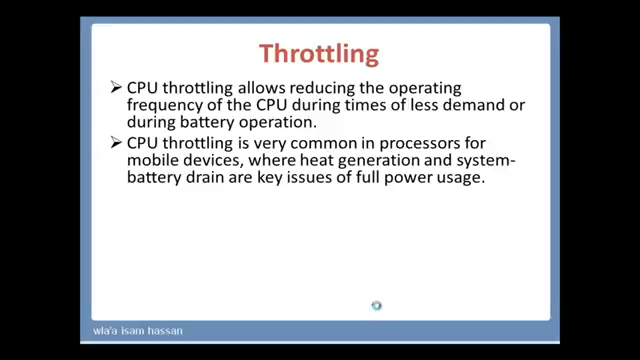 Throttling
➢ CPU throttling allows reducing the operating
frequency of the CPU during times of less demand or
during battery operation.
➢ CPU throttling is very common in processors for
mobile devices, where heat generation and system-
battery drain are key issues of full power usage.
wla'a isam hassan